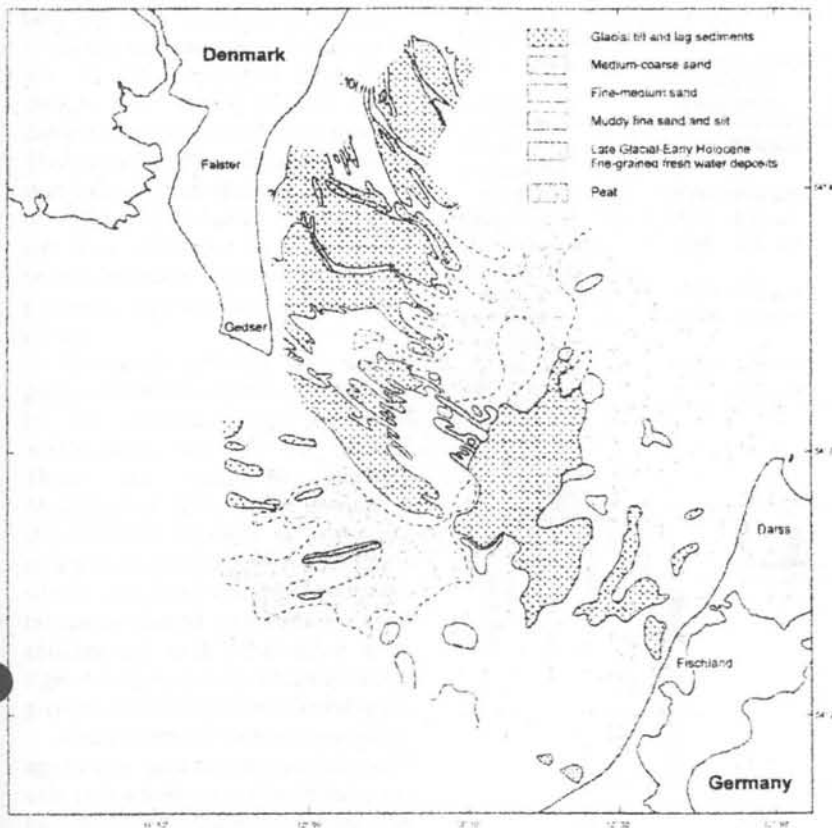 Denmark
Falster
Gedser
Glacial till and lag sediments
Medium-coarse sand
Fine-medium sand
Muddy fine sand and silt
Late Glacial-Early Holocene
fine-grained fresh water deposits
Peat
Darss
Fischland
Germany